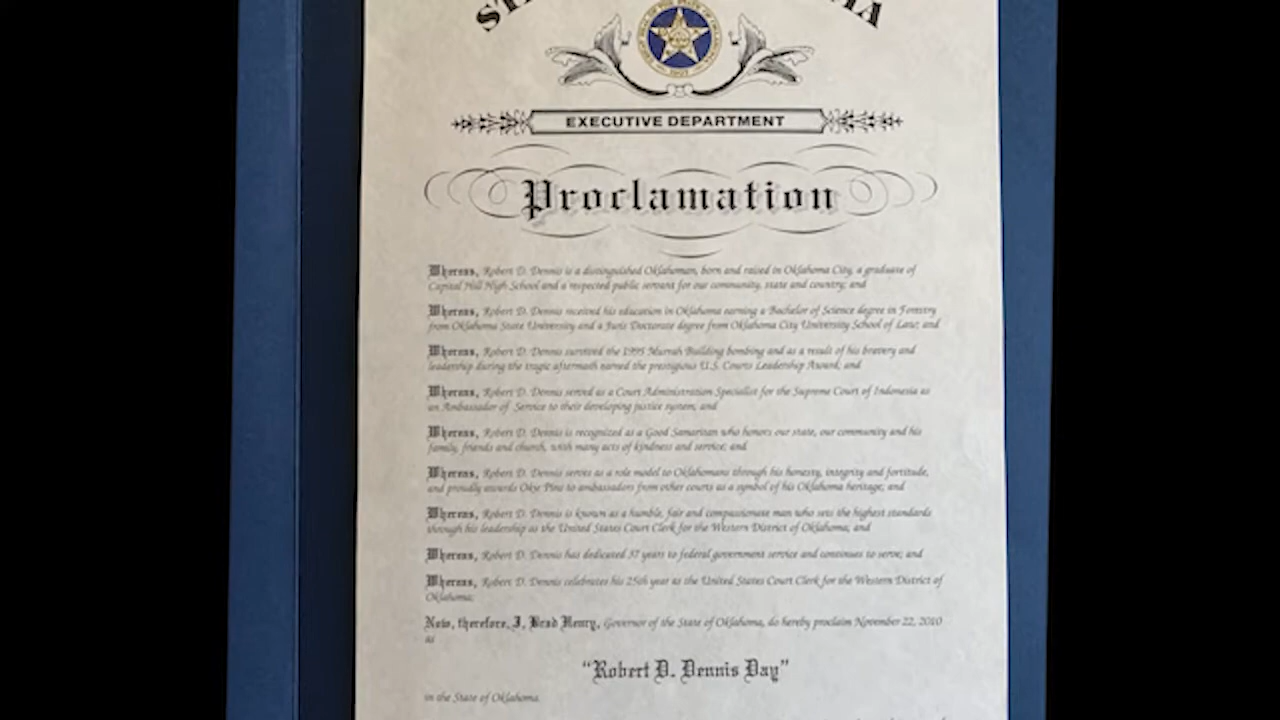 EXECUTIVE DEPARTMENT
Proclamation
Whereas, Robert D. Dennis is a distinguished Oklahoman, born and raised in Oklahoma City, a graduate of
Capitol Hill High School and a respected public servant for our community, state and country; and
Whereas, Robert D. Dennis received his education in Oklahoma earning a Bachelor of Science degree in Forestry
from Oklahoma State University and a Juris Doctorate degree from Oklahoma City University School of Law; and
Whereas, Robert D. Dennis survived the 1995 Murrah Building bombing and as a result of his bravery and
leadership during the tragic aftermath earned the prestigious U.S. Courts Leadership Award; and
Whereas, Robert D. Dennis served as a Court Administration Specialist for the Supreme Court of Indonesia as
an Ambassador of Service to their developing justice system; and
Whereas, Robert D. Dennis is recognized as a Good Samaritan who honors our state, our community and his
family, friends and church, with many acts of kindness and service; and
Whereas, Robert D. Dennis serves as a role model to Oklahomans through his honesty, integrity and fortitude,
and proudly awards Okie Pins to ambassadors from other courts as a symbol of his Oklahoma heritage; and
Whereas, Robert D. Dennis is known as a humble, fair and compassionate man who sets the highest standards
through his leadership as the United States Court Clerk for the Western District of Oklahoma; and
Whereas, Robert D. Dennis has dedicated 37 years to federal government service and continues to serve; and
Whereas, Robert D. Dennis celebrates his 25th year as the United States Court Clerk for the Western District of
Oklahoma;
Now, therefore, I, Brad Henry, Governor of the State of Oklahoma, do hereby proclaim November 22, 2010
as
"Robert D. Dennis Day"
in the State of Oklahoma.